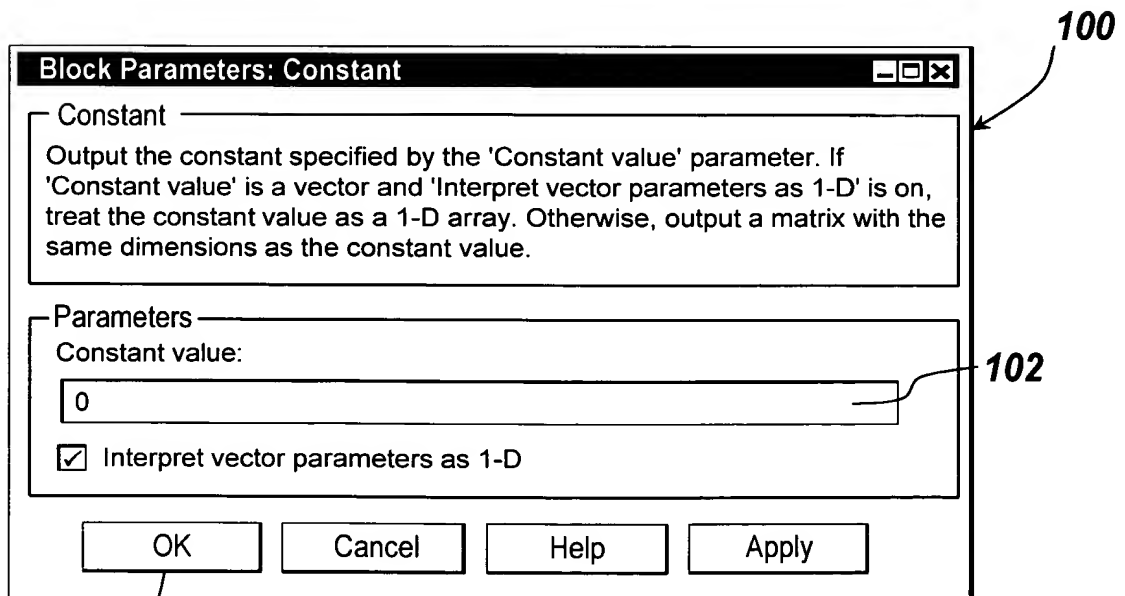 100
Block Parameters: Constant
Constant
Output the constant specified by the 'Constant value' parameter. If
'Constant value' is a vector and 'Interpret vector parameters as 1-D' is on,
treat the constant value as a 1-D array. Otherwise, output a matrix with the
same dimensions as the constant value.
Parameters
Constant value:
0
102
Interpret vector parameters as 1-D
OK Cancel Help Apply